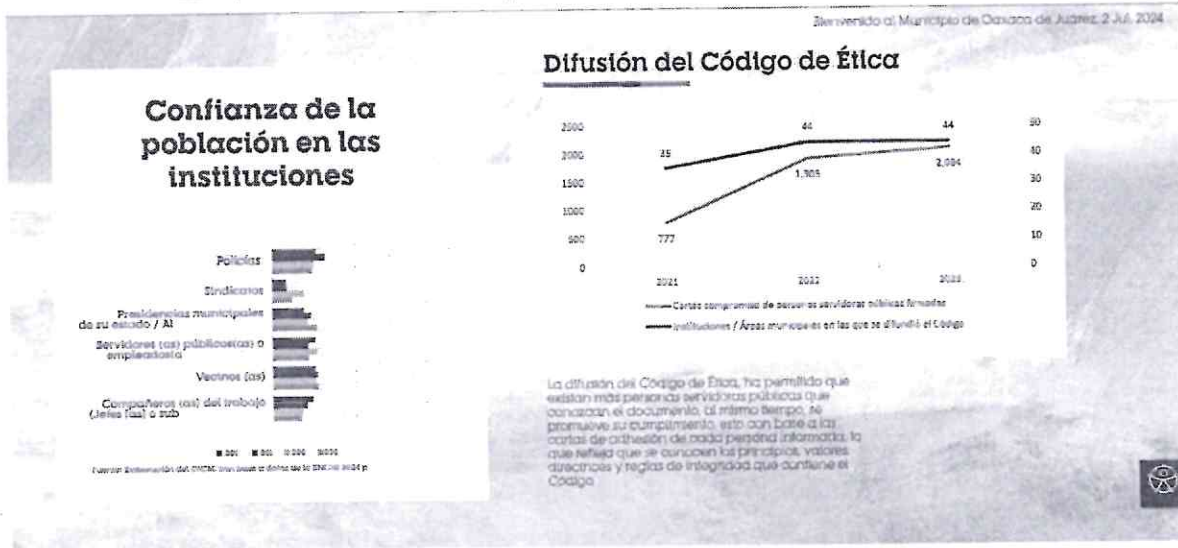 Bienvenido al Municipio de Oaxaca de Juárez, 2 Jul, 2024
Confianza de la
población en las
instituciones
Policías
Sindicatos
Presidencias municipales
de su estado / Al
Servidores (as) públicos(as) o
empleados(a
Vecinos (as)
Compañeros (as) del trabajo
(Jefes (as) o sub
Difusión del Código de Ética
2500
2000
1500
1000
500
0
35
44
44
777
2,004
50
40
30
20
10
0
2021
2022
Cartas compromiso de personas servidoras públicas firmadas
Instituciones / Áreas municipales en las que se difundió el Código
La difusión del Código de Ética, ha permitido que
existan más personas servidoras públicas que
conozcan el documento, al mismo tiempo, se
promueve su cumplimiento, esto con base a las
cartas de adhesión de cada persona informada, lo
que refleja que se conocen los principios, valores
directrices y reglas de integridad que contiene el
Código